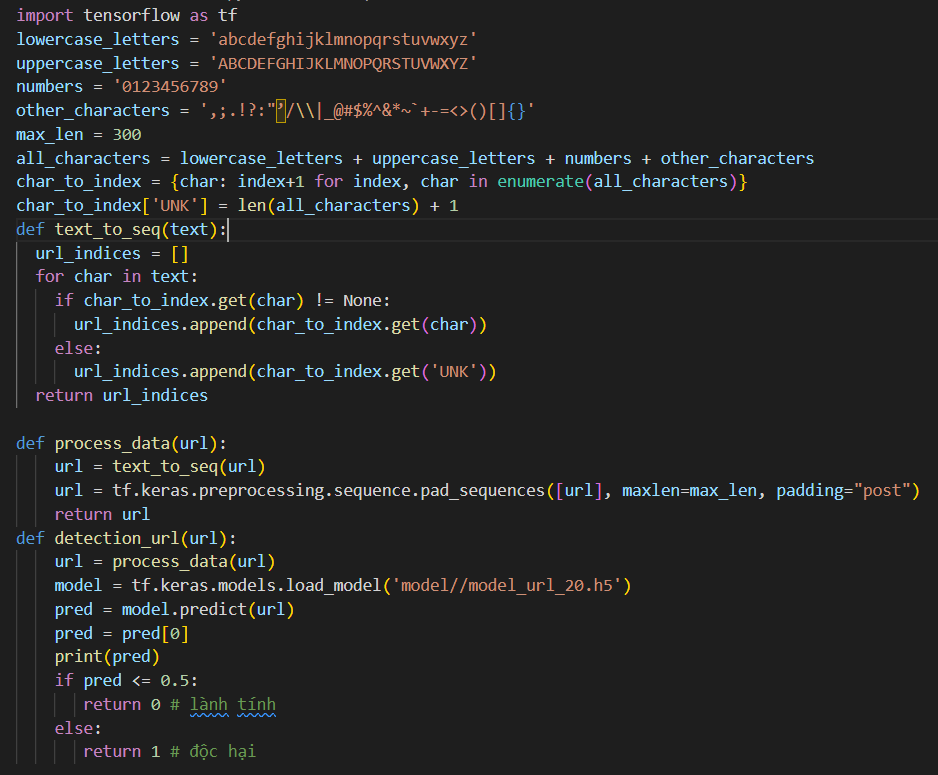 import tensorflow as tf
lowercase_letters = 'abcdefghijklmnopqrstuvwxyz'
uppercase_letters = 'ABCDEFGHIJKLMNOPQRSTUVWXYZ'
numbers = '0123456789'
other_characters = ',;.!?:"’/\\|_@#$%^&*~`+-=<>()[]{}'
max_len = 300
all_characters = lowercase_letters + uppercase_letters + numbers + other_characters
char_to_index = {char: index+1 for index, char in enumerate(all_characters)}
char_to_index['UNK'] = len(all_characters) + 1
def text_to_seq(text):
  url_indices = []
  for char in text:
    if char_to_index.get(char) != None:
      url_indices.append(char_to_index.get(char))
    else:
      url_indices.append(char_to_index.get('UNK'))
  return url_indices

def process_data(url):
    url = text_to_seq(url)
    url = tf.keras.preprocessing.sequence.pad_sequences([url], maxlen=max_len, padding="post")
    return url
def detection_url(url):
    url = process_data(url)
    model = tf.keras.models.load_model('model//model_url_20.h5')
    pred = model.predict(url)
    pred = pred[0]
    print(pred)
    if pred <= 0.5:
       return 0 # lành tính
    else:
       return 1 # độc hại